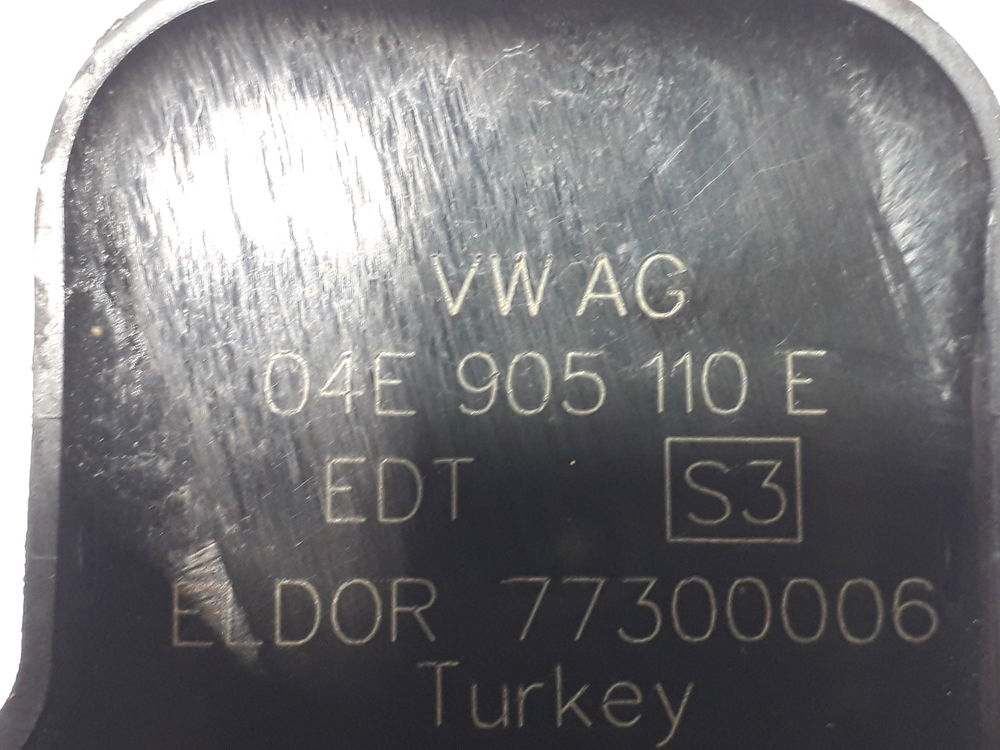 VW AG
04E 905 110 E
EDT S3
ELDOR 77300006
Turkey